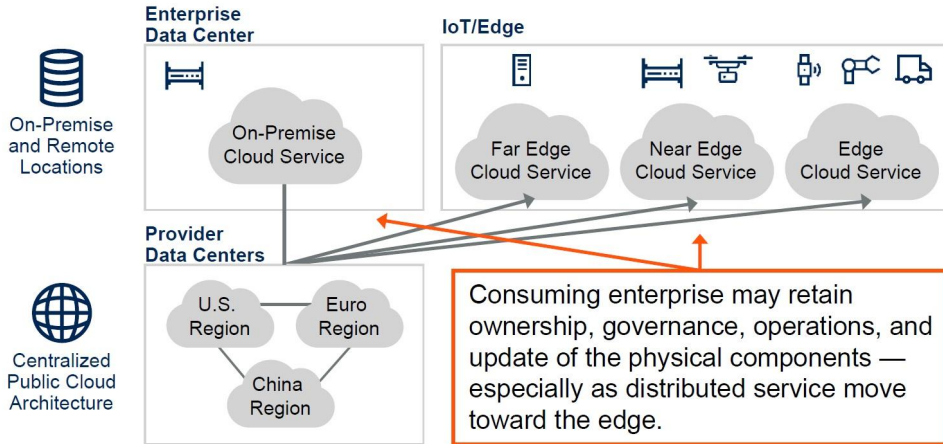 Enterprise
Data Center
IoT/Edge
On-Premise
and Remote
Locations
On-Premise
Cloud Service
Far Edge
Cloud Service
Near Edge
Cloud Service
Edge
Cloud Service
Provider
Data Centers
Centralized
Public Cloud
Architecture
U.S.
Region
Euro
Region
China
Region
Consuming enterprise may retain
ownership, governance, operations, and
update of the physical components —
especially as distributed service move
toward the edge.